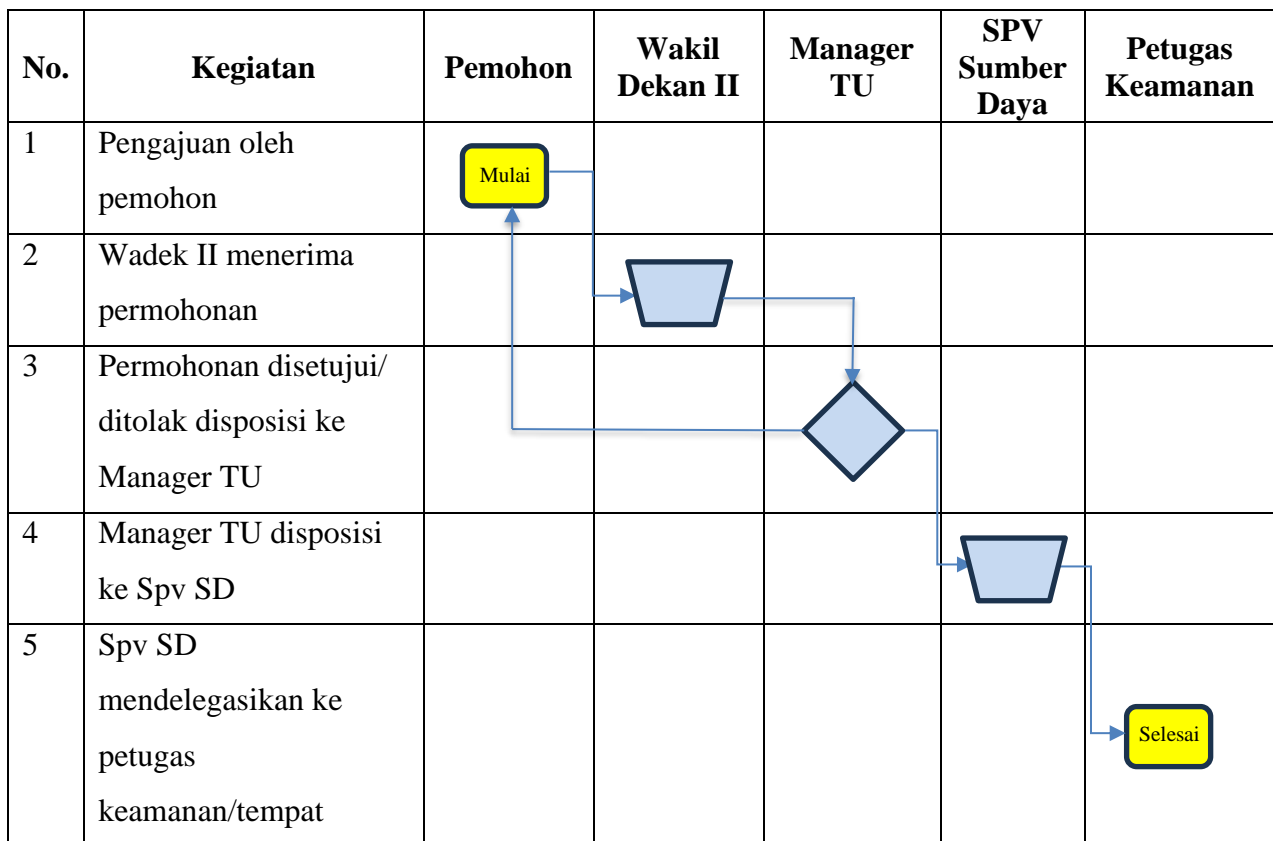 No.
Kegiatan
Pemohon
Wakil
Dekan II
Manager
TU
SPV
Sumber
Daya
Petugas
Keamanan
1
Pengajuan oleh
pemohon
Mulai
2
Wadek II menerima
permohonan
3
Permohonan disetujui/
ditolak disposisi ke
Manager TU
4
Manager TU disposisi
ke Spv SD
5
Spv SD
mendelegasikan ke
petugas
keamanan/tempat
Selesai